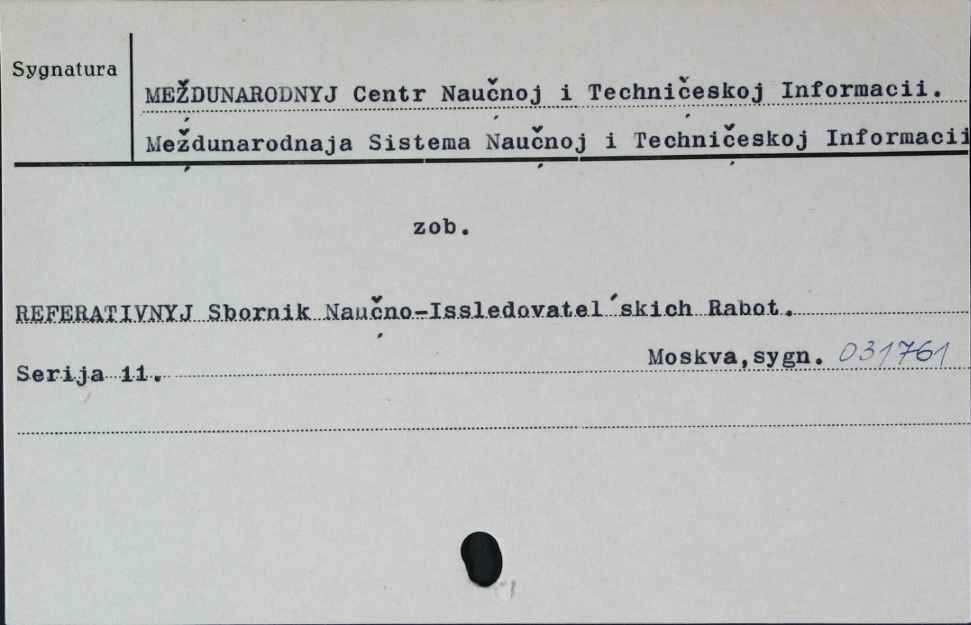 Sygnatura
MEŽDUNARODNYJ Centr Naučnoj i Techničeskoj Informacii.
Meždunarodnaja Sistema Naučnoj i Techničeskoj Informacii
zob.
REFERATIVNYJ Sbornik Naučno-Issledovatel´skich Rabot.
Serija 11. Moskva,sygn. 031761